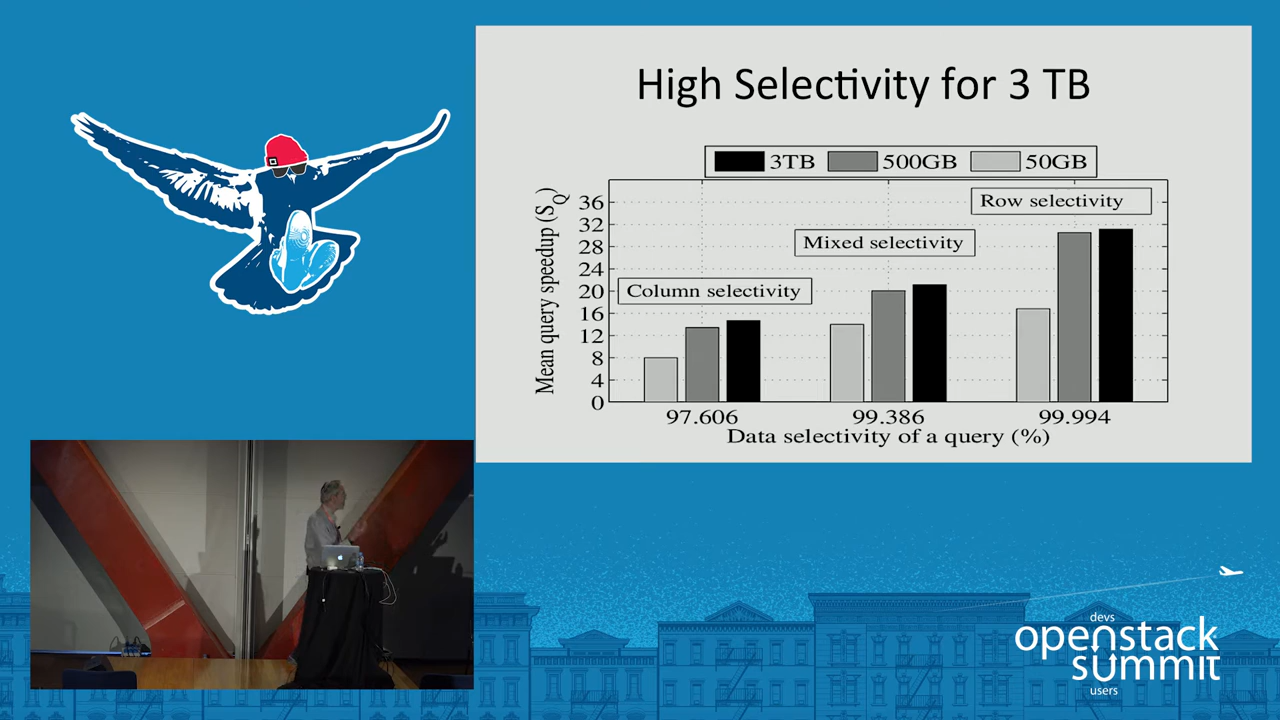 High Selectivity for 3 TB
3TB 500GB 50GB
Mean query speedup (S_Q)
36
32
28
24
20
16
12
8
4
0
Row selectivity
Mixed selectivity
Column selectivity
97.606 99.386 99.994
Data selectivity of a query (%)
devs
openstack
summit
users